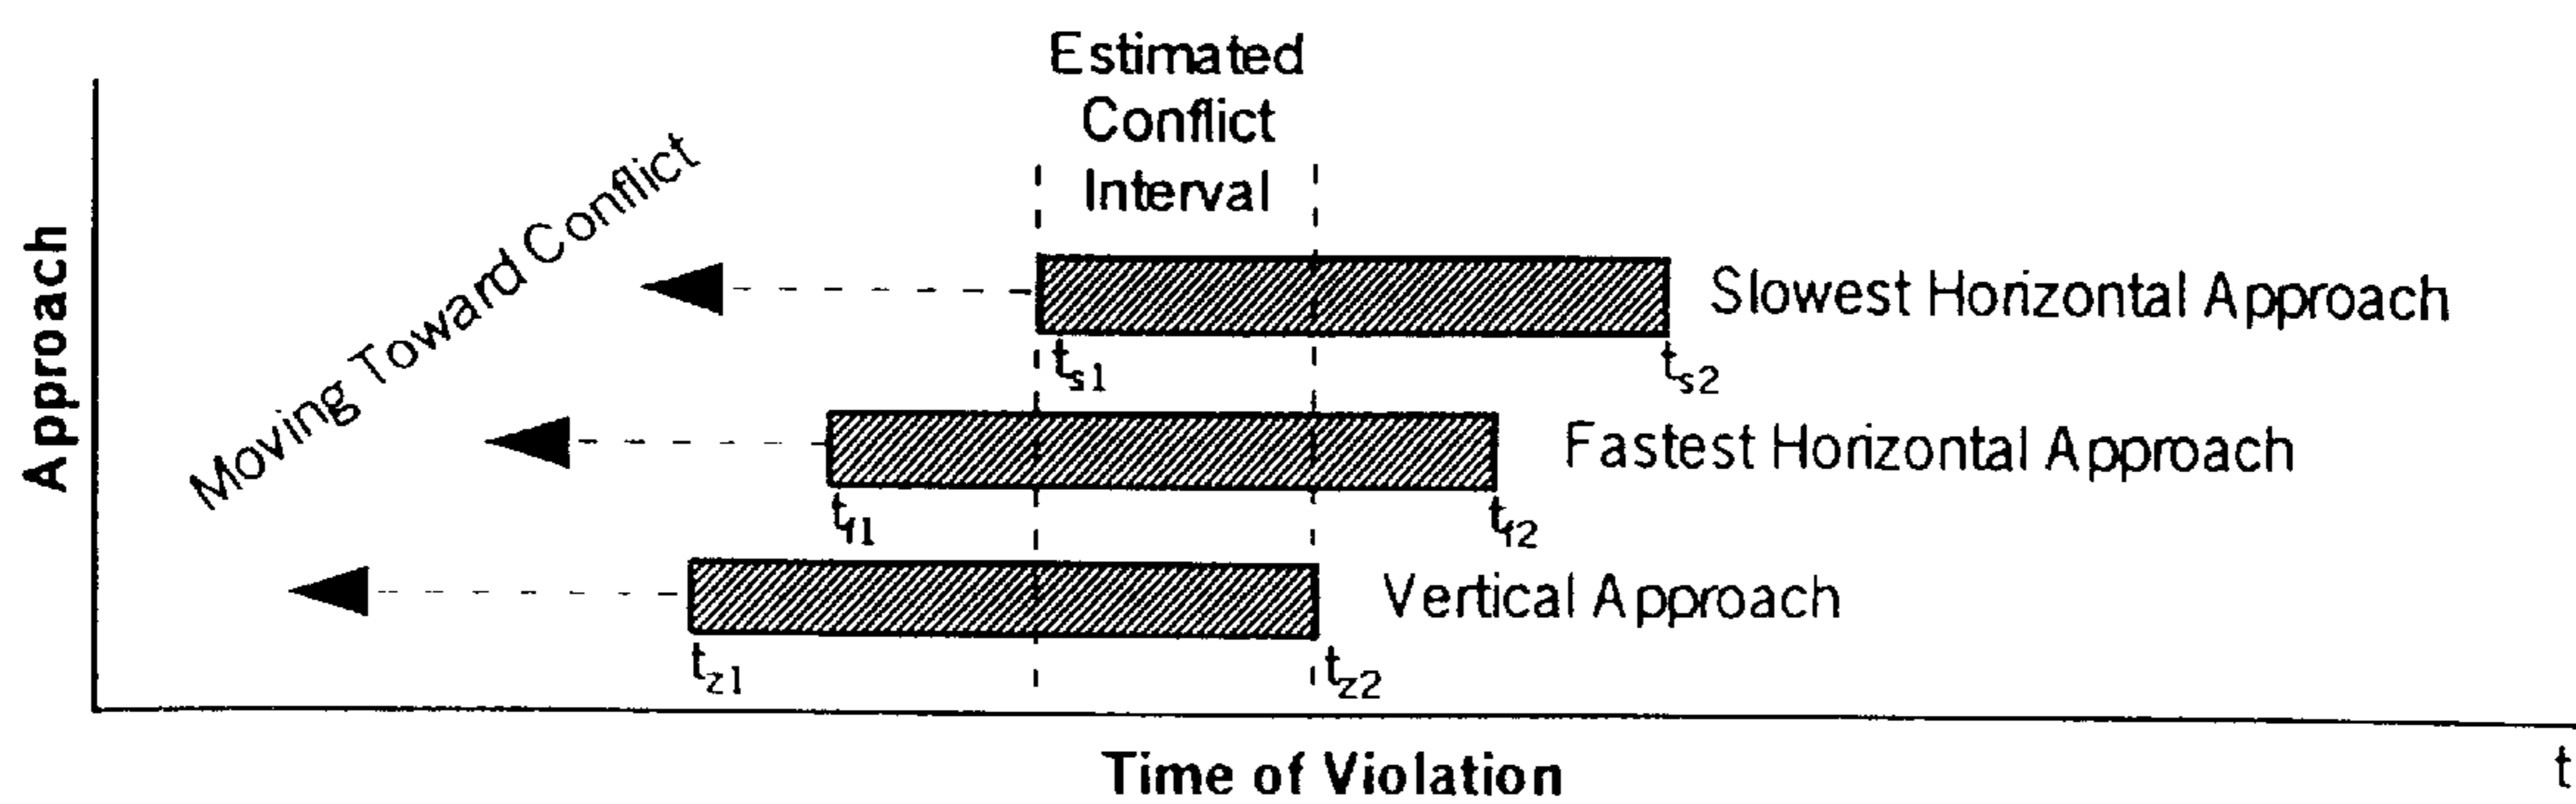 Estimated
Conflict
Interval
Moving Toward Conflict
Approach
Slowest Horizontal Approach
ts1
ts2
Fastest Horizontal Approach
tf1
tf2
Vertical Approach
tz1
tz2
Time of Violation
t